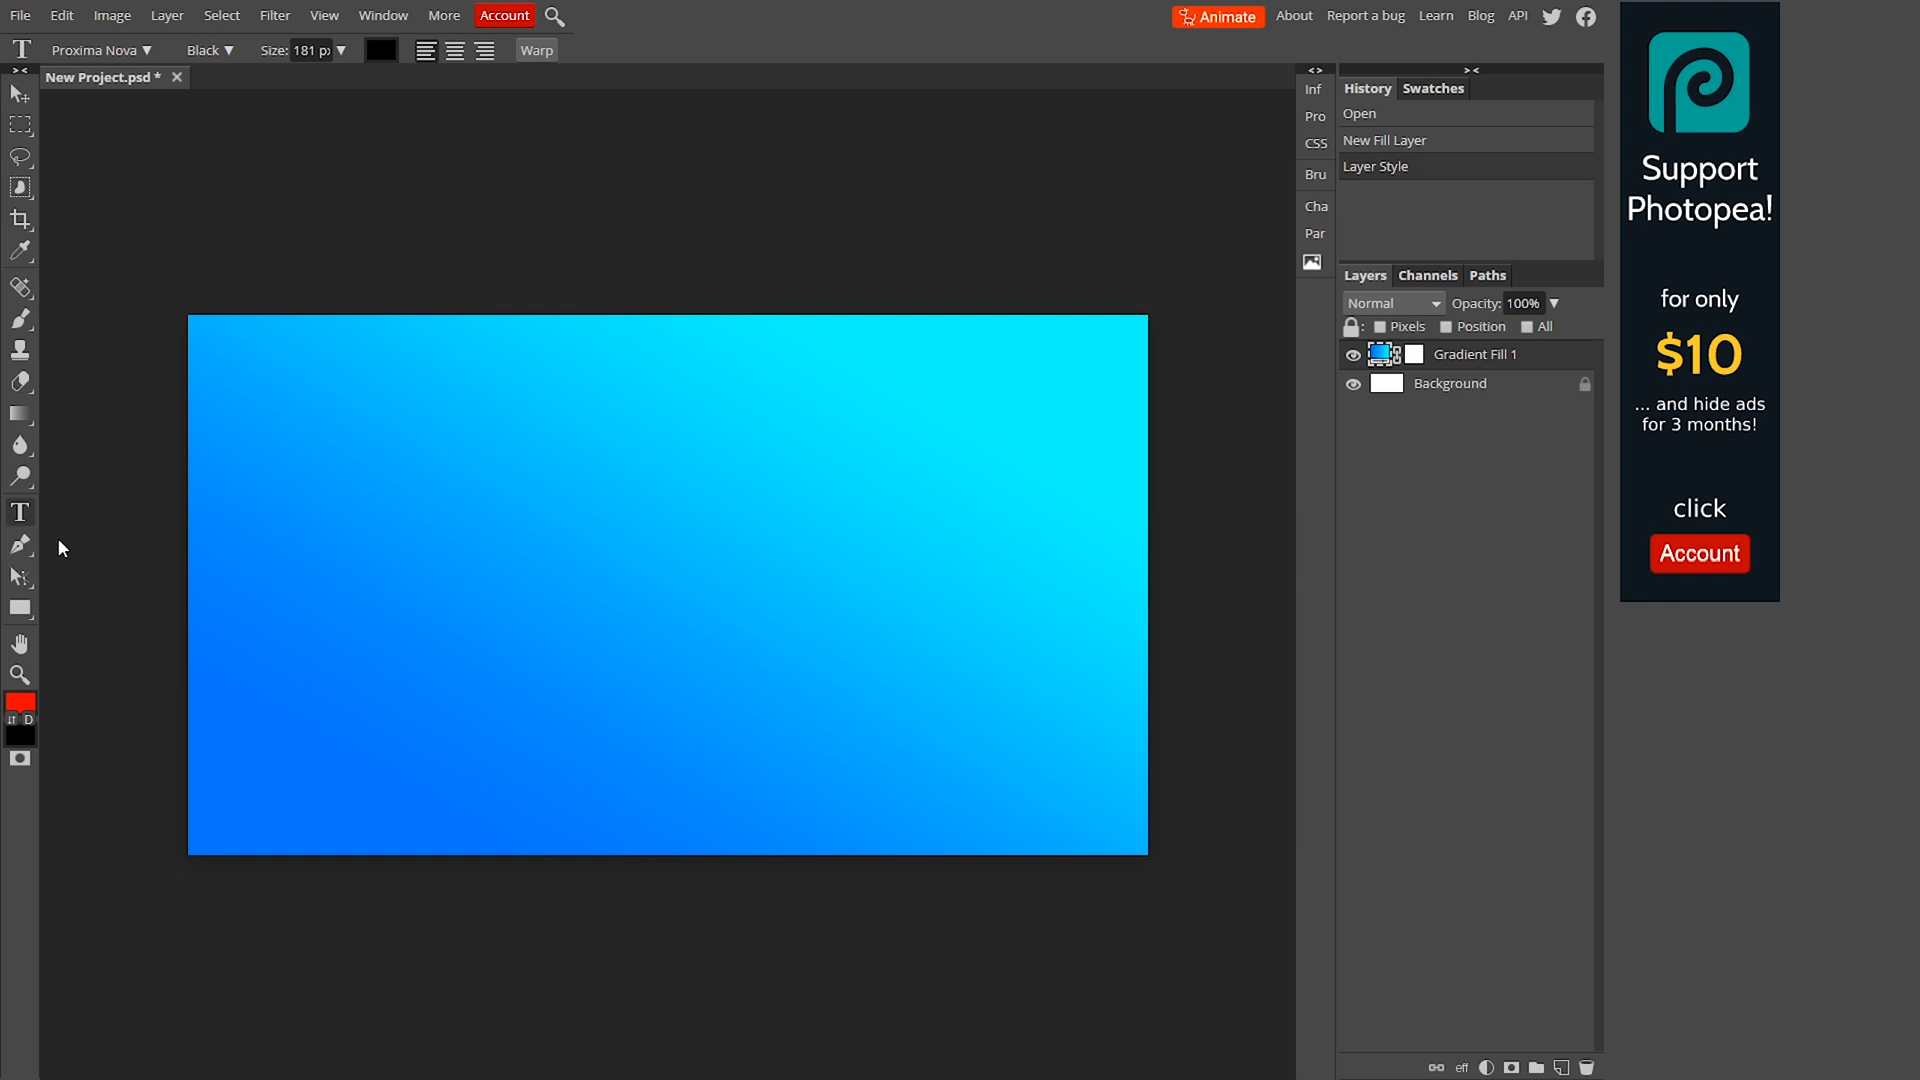 File Edit Image Layer Select Filter View Window More Account
Animate About Report a bug Learn Blog API
T Proxima Nova Black Size: 181 p Warp
New Project.psd *
Inf
Pro
CSS
Bru
Cha
Par
History Swatches
Open
New Fill Layer
Layer Style
Layers Channels Paths
Normal Opacity: 100%
: Pixels Position All
Gradient Fill 1
Background
T
D
eff
Support
Photopea!
for only
$10
... and hide ads
for 3 months!
click
Account